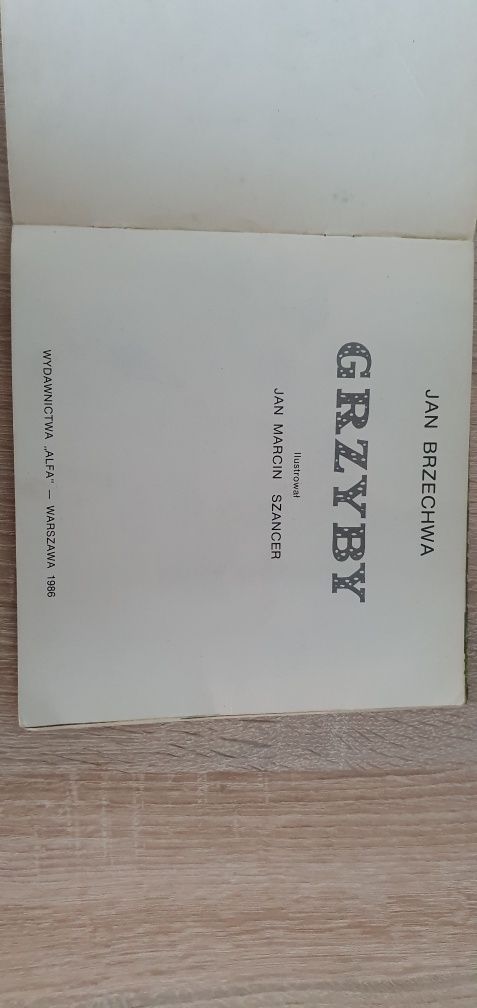 JAN BRZECHWA
GRZYBY
Ilustrował
JAN MARCIN SZANCER
WYDAWNICTWA „ALFA” — WARSZAWA 1986